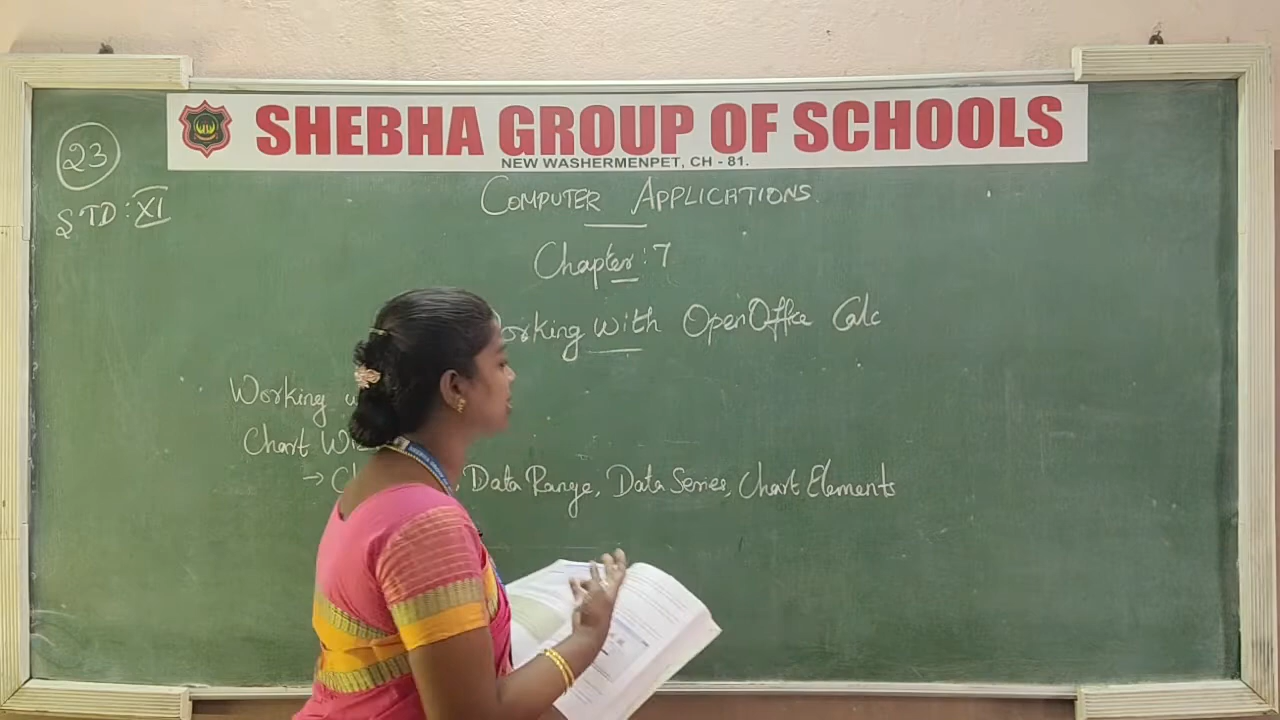 SHEBHA GROUP OF SCHOOLS
NEW WASHERMENPET, CH - 81.
23
STD : XI
COMPUTER APPLICATIONS
Chapter : 7
orking with OpenOffice Calc
Working
Chart
→ Data Range, Data Series, Chart Elements